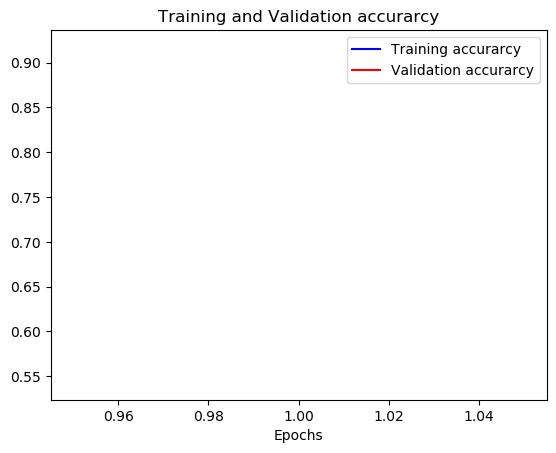 Training and Validation accurarcy
Training accurarcy
Validation accurarcy
0.90
0.85
0.80
0.75
0.70
0.65
0.60
0.55
0.96 0.98 1.00 1.02 1.04
Epochs